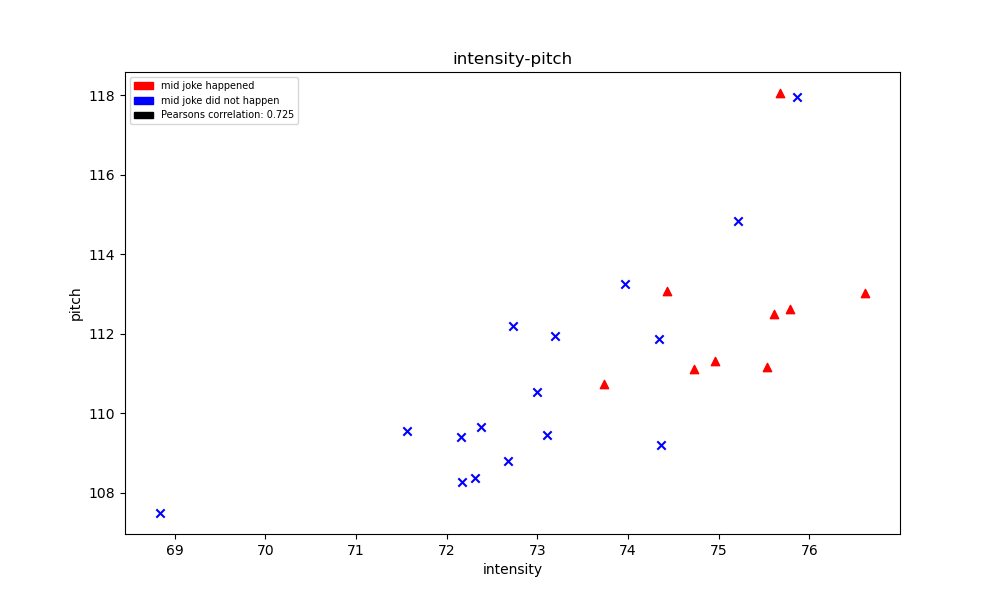 intensity-pitch
mid joke happened
mid joke did not happen
Pearsons correlation: 0.725
118
116
114
112
110
108
pitch
69 70 71 72 73 74 75 76
intensity